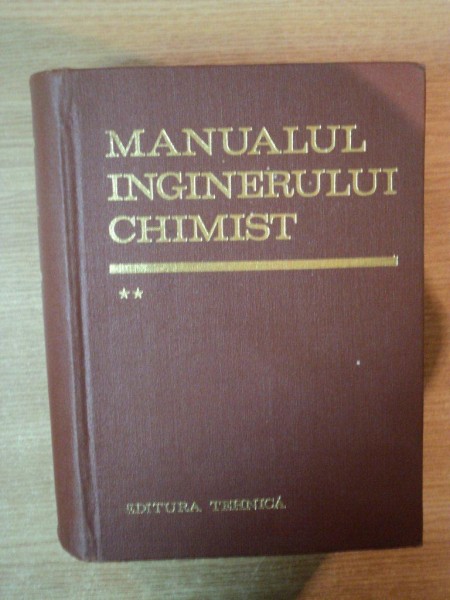 MANUALUL
INGINERULUI
CHIMIST
**
EDITURA TEHNICĂ